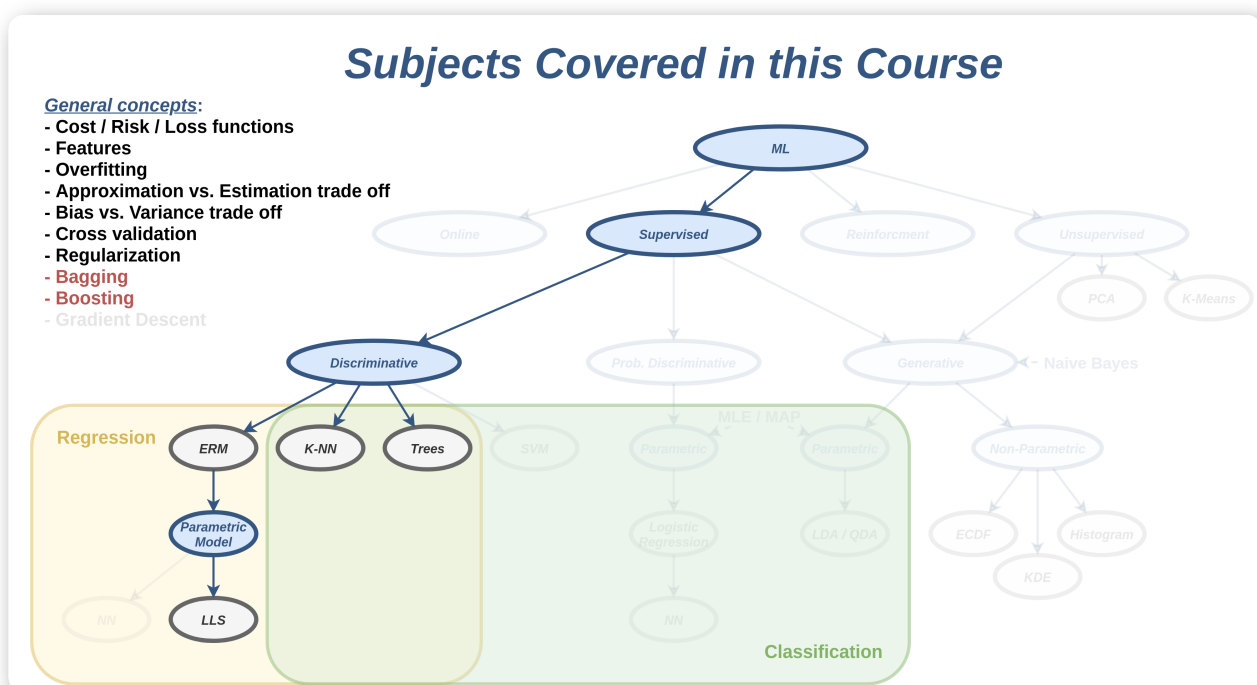 Subjects Covered in this Course
General concepts:
- Cost / Risk / Loss functions
- Features
- Overfitting
- Approximation vs. Estimation trade off
- Bias vs. Variance trade off
- Cross validation
- Regularization
- Bagging
- Boosting
- Gradient Descent
ML
Online
Supervised
Reinforcment
Unsupervised
PCA
K-Means
Discriminative
Prob. Discriminative
Generative
Naive Bayes
MLE / MAP
Regression
ERM
K-NN
Trees
SVM
Parametric
Parametric
Non-Parametric
Parametric
Model
Logistic
Regression
LDA / QDA
ECDF
Histogram
KDE
NN
LLS
NN
Classification